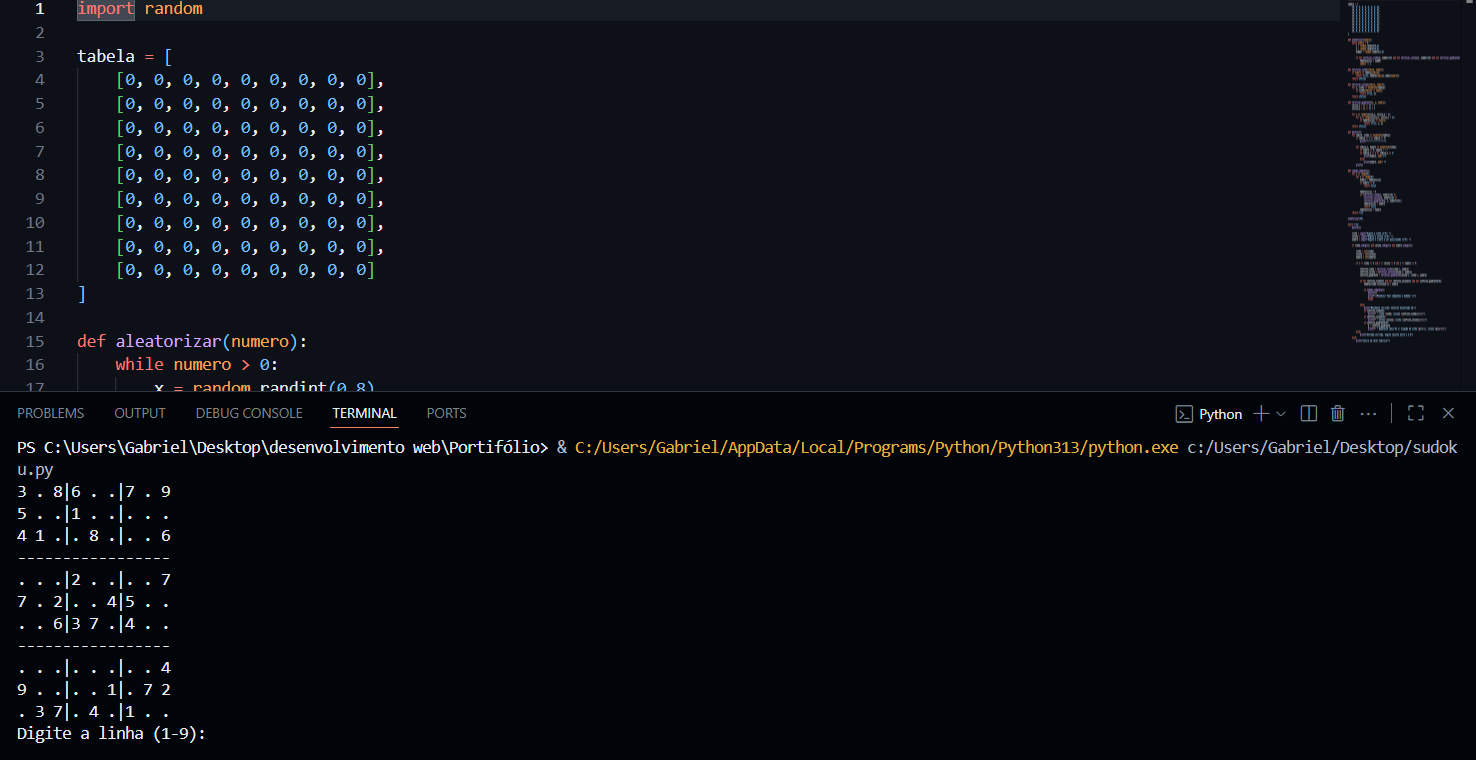 1 import random
2
3 tabela = [
4 [0, 0, 0, 0, 0, 0, 0, 0, 0],
5 [0, 0, 0, 0, 0, 0, 0, 0, 0],
6 [0, 0, 0, 0, 0, 0, 0, 0, 0],
7 [0, 0, 0, 0, 0, 0, 0, 0, 0],
8 [0, 0, 0, 0, 0, 0, 0, 0, 0],
9 [0, 0, 0, 0, 0, 0, 0, 0, 0],
10 [0, 0, 0, 0, 0, 0, 0, 0, 0],
11 [0, 0, 0, 0, 0, 0, 0, 0, 0],
12 [0, 0, 0, 0, 0, 0, 0, 0, 0]
13 ]
14
15 def aleatorizar(numero):
16 while numero > 0:
17 x = random.randint(0,8)
PROBLEMS OUTPUT DEBUG CONSOLE TERMINAL PORTS Python
PS C:\Users\Gabriel\Desktop\desenvolvimento web\Portifólio> & C:/Users/Gabriel/AppData/Local/Programs/Python/Python313/python.exe c:/Users/Gabriel/Desktop/sudok
u.py
3 . 8|6 . .|7 . 9
5 . .|1 . .|. . .
4 1 .|. 8 .|. . 6
-----------------
. . .|2 . .|. . 7
7 . 2|. . 4|5 . .
. . 6|3 7 .|4 . .
-----------------
. . .|. . .|. . 4
9 . .|. . 1|. 7 2
. 3 7|. 4 .|1 . .
Digite a linha (1-9):